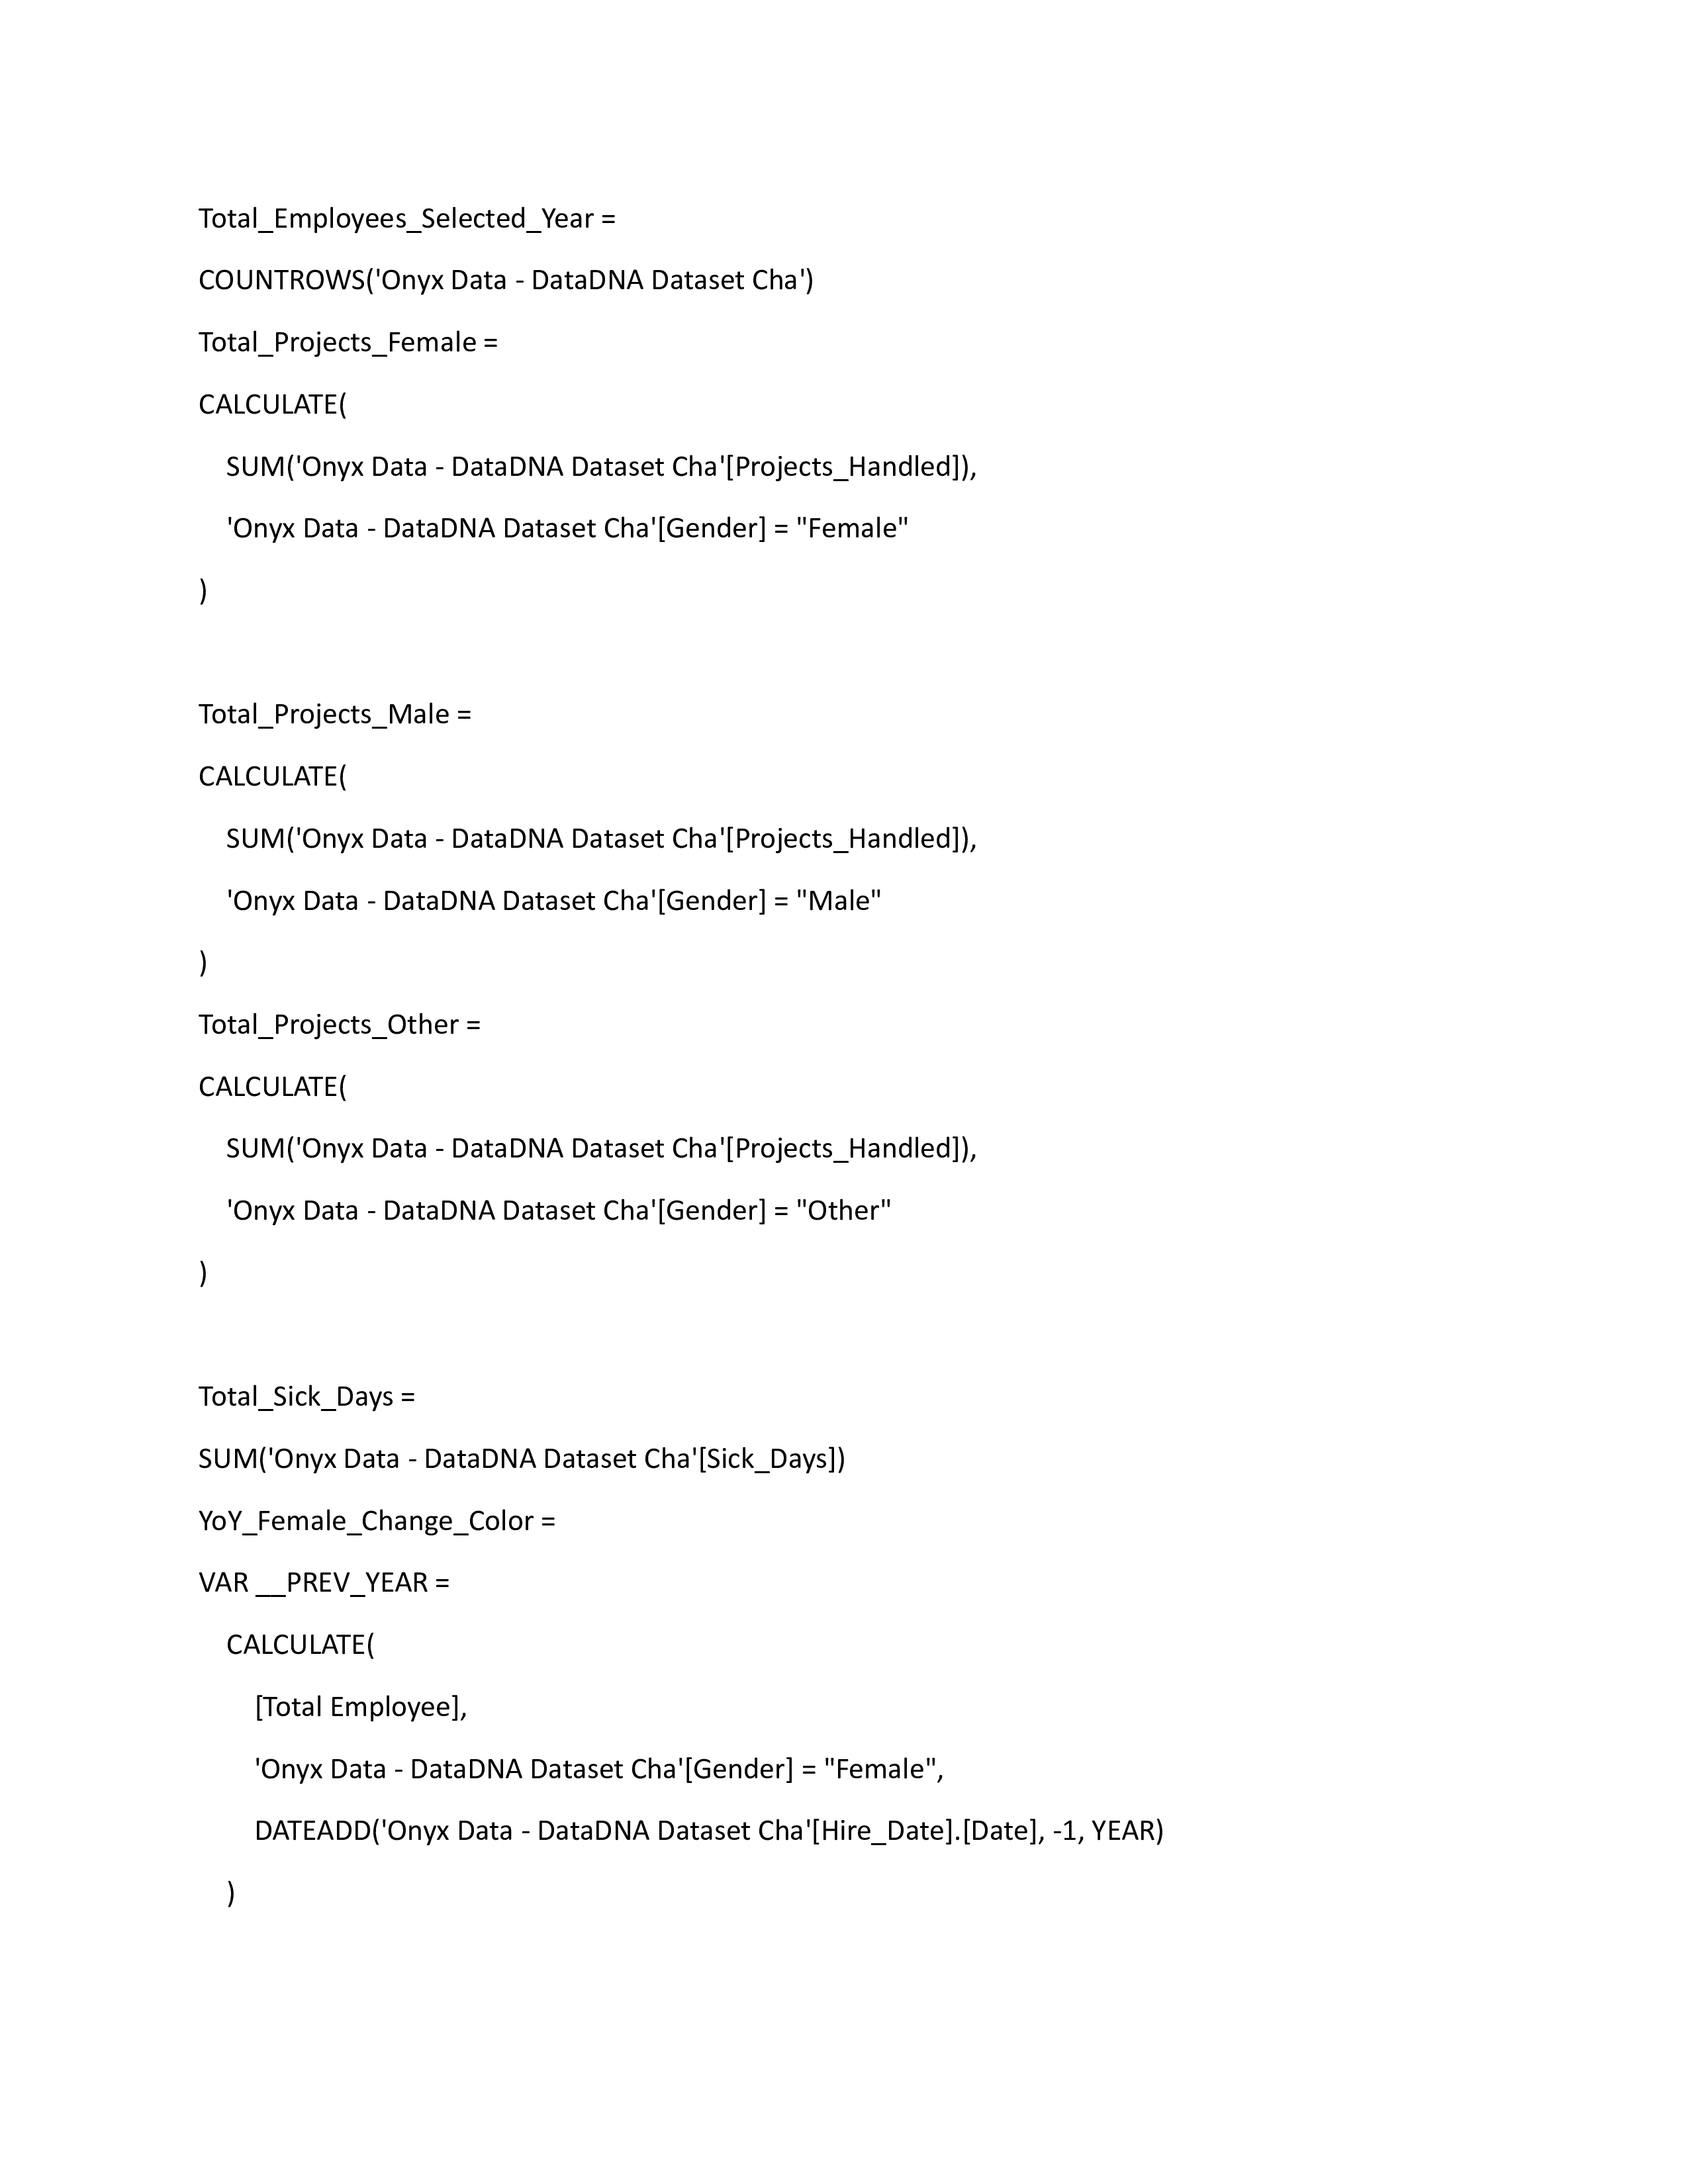 Total_Employees_Selected_Year =
COUNTROWS('Onyx Data - DataDNA Dataset Cha')
Total_Projects_Female =
CALCULATE(
    SUM('Onyx Data - DataDNA Dataset Cha'[Projects_Handled]),
    'Onyx Data - DataDNA Dataset Cha'[Gender] = "Female"
)
Total_Projects_Male =
CALCULATE(
    SUM('Onyx Data - DataDNA Dataset Cha'[Projects_Handled]),
    'Onyx Data - DataDNA Dataset Cha'[Gender] = "Male"
)
Total_Projects_Other =
CALCULATE(
    SUM('Onyx Data - DataDNA Dataset Cha'[Projects_Handled]),
    'Onyx Data - DataDNA Dataset Cha'[Gender] = "Other"
)
Total_Sick_Days =
SUM('Onyx Data - DataDNA Dataset Cha'[Sick_Days])
YoY_Female_Change_Color =
VAR __PREV_YEAR =
    CALCULATE(
        [Total Employee],
        'Onyx Data - DataDNA Dataset Cha'[Gender] = "Female",
        DATEADD('Onyx Data - DataDNA Dataset Cha'[Hire_Date].[Date], -1, YEAR)
    )